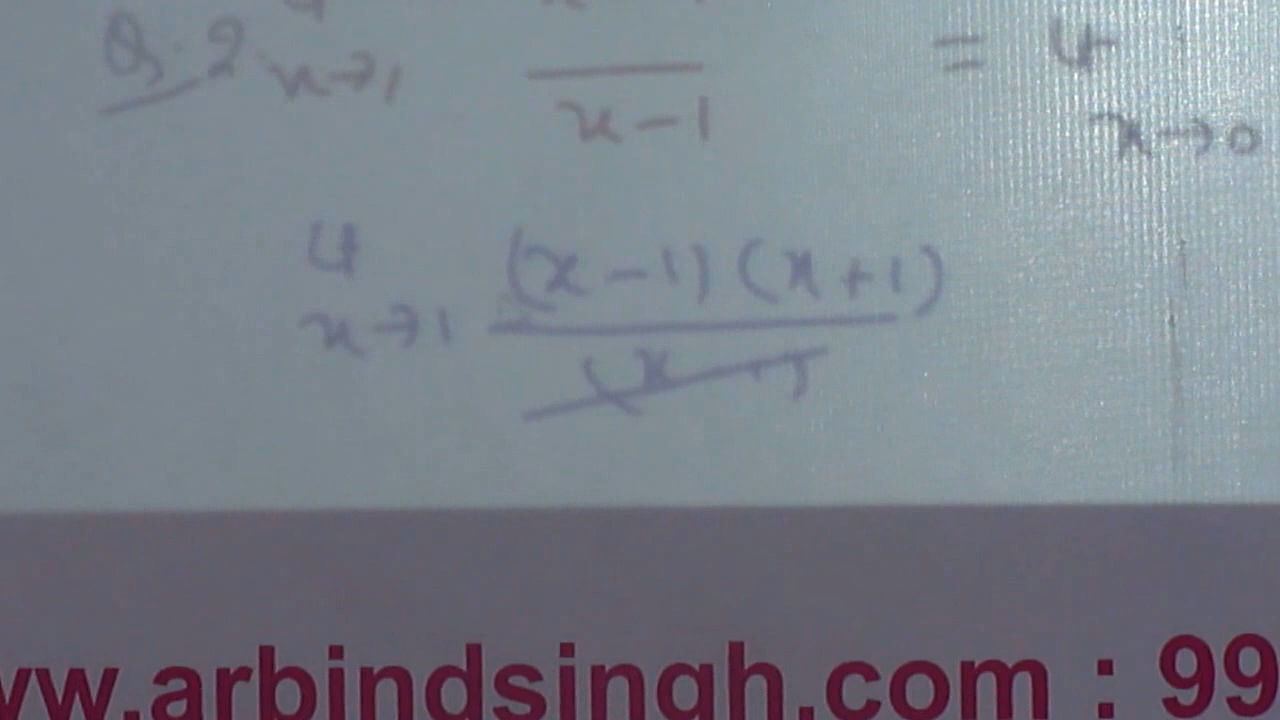 Q.2 x→1 x-1 = Lt x→0
Lt x→1 (x-1)(x+1)
(x-1)
ww.arbindsingh.com : 99